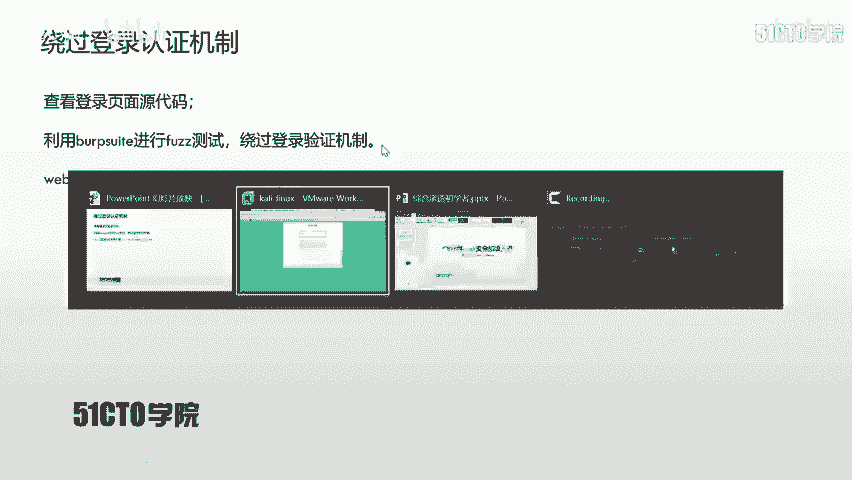 绕过登录认证机制
51CTO学院
查看登录页面源代码；
利用burpsuite进行fuzz测试，绕过登录验证机制。
web
PowerPoint 幻灯片放映 - [...
kali linux - VMware Work...
综合渗透初学者.pptx - Po...
Recording...
51CTO学院